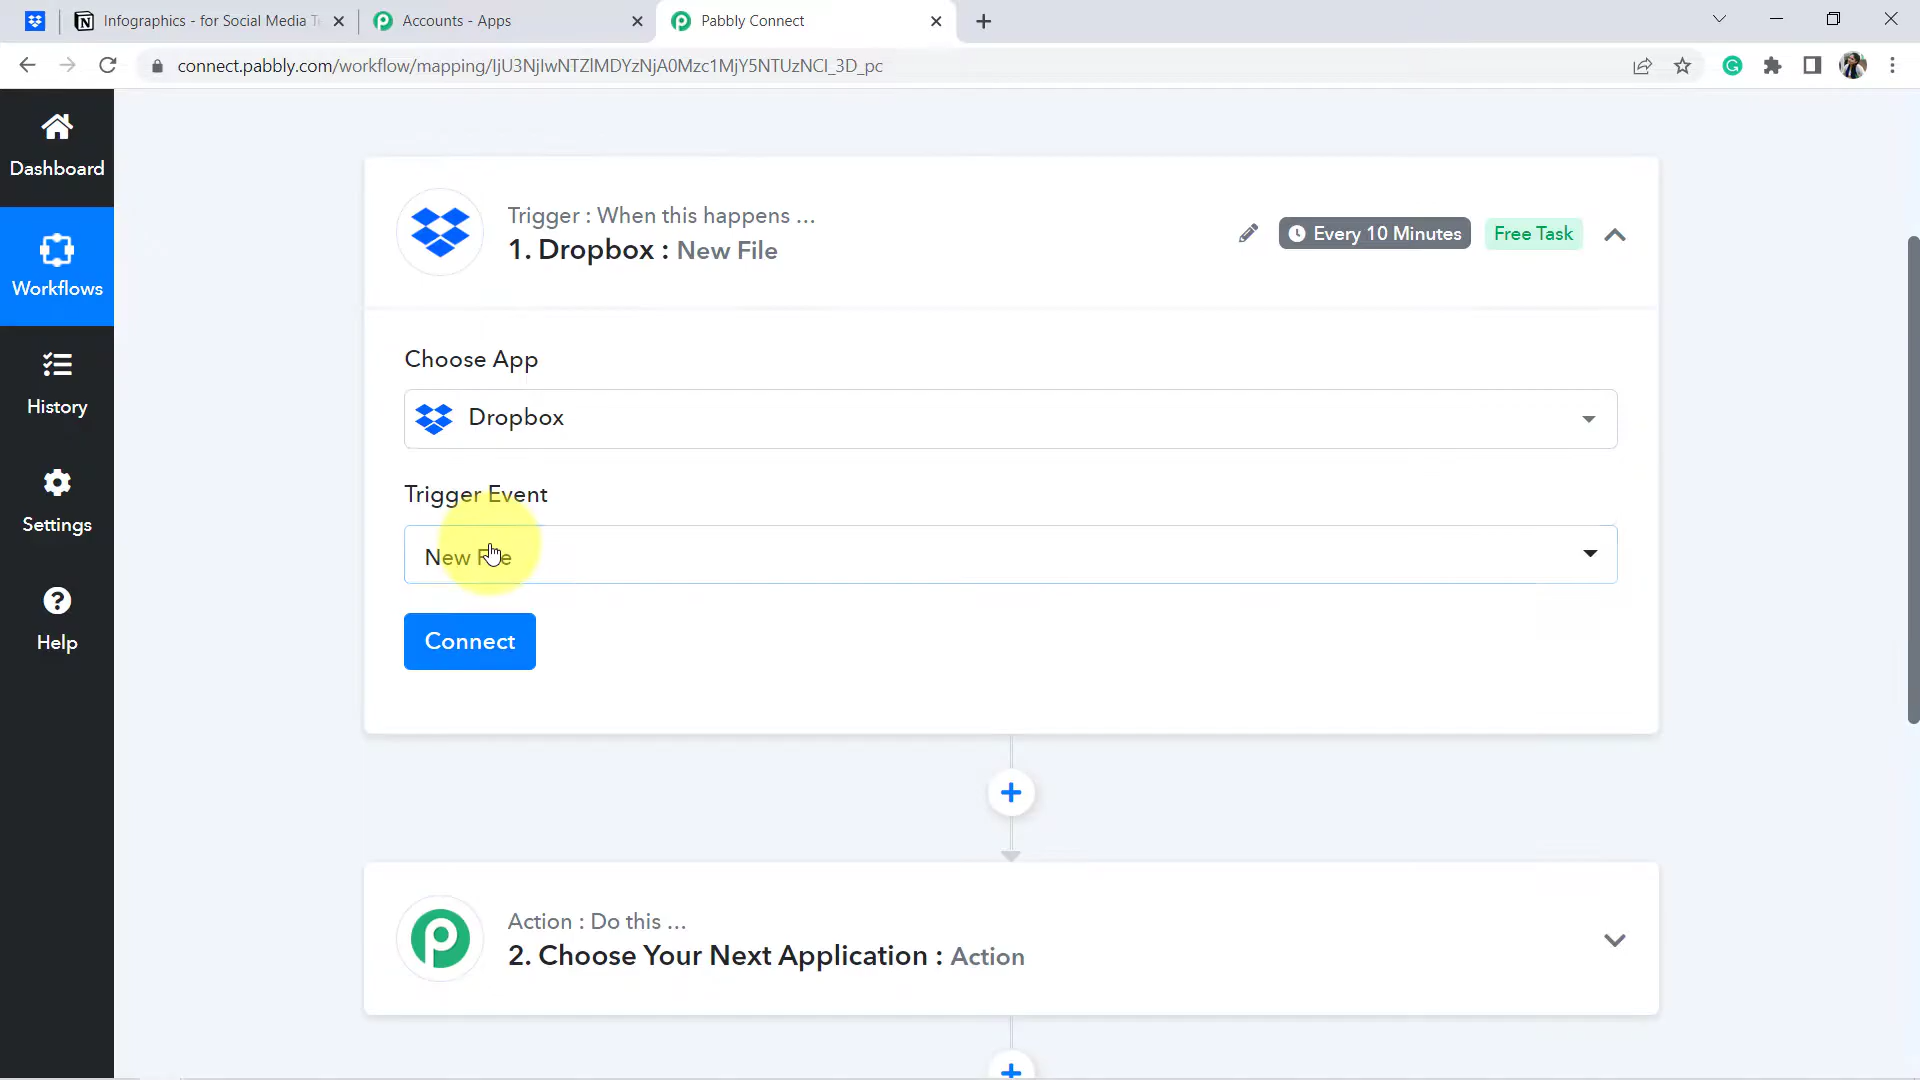 Infographics - for Social Media T
Accounts - Apps
Pabbly Connect
connect.pabbly.com/workflow/mapping/IjU3NjIwNTZlMDYzNjA0Mzc1MjY5NTUzNCI_3D_pc
Dashboard
Workflows
History
Settings
Help
Trigger : When this happens ...
1. Dropbox : New File
Every 10 Minutes
Free Task
Choose App
Dropbox
Trigger Event
New File
Connect
Action : Do this ...
2. Choose Your Next Application : Action